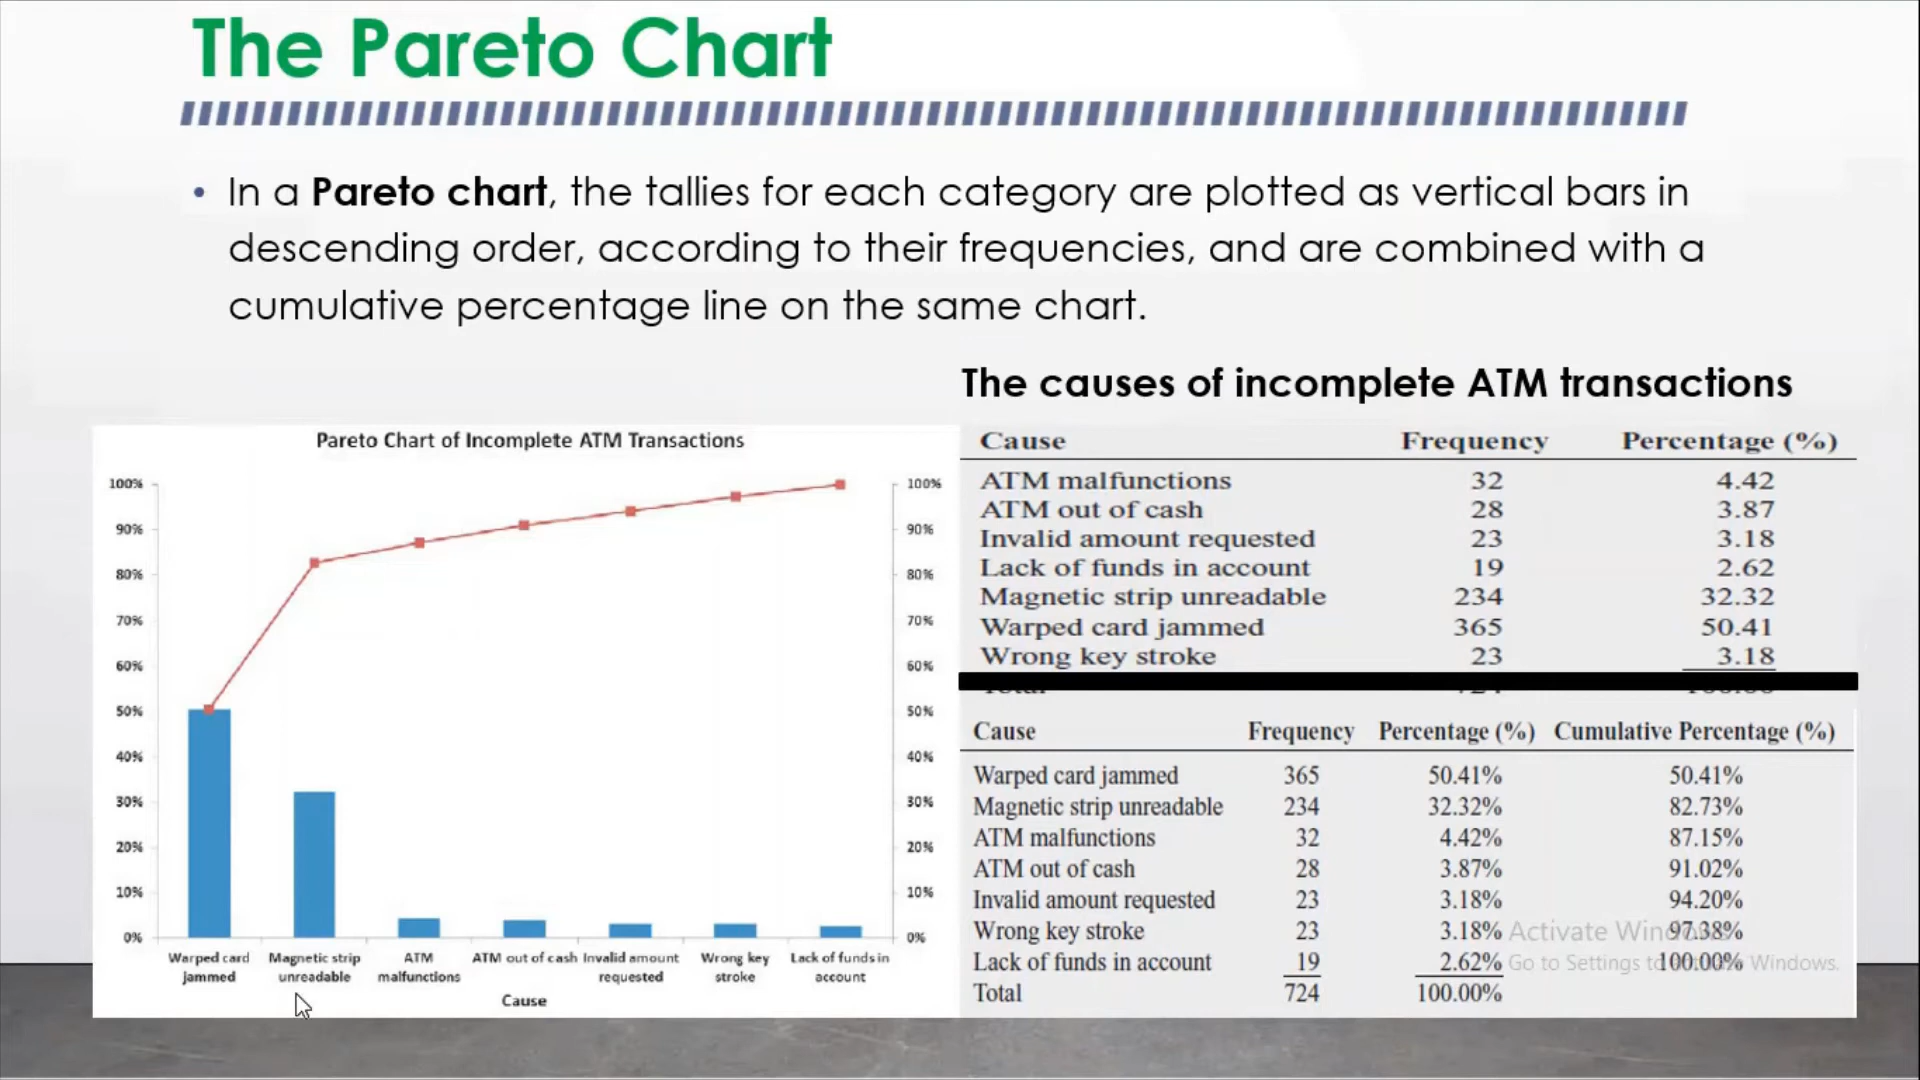 The Pareto Chart
• In a Pareto chart, the tallies for each category are plotted as vertical bars in
descending order, according to their frequencies, and are combined with a
cumulative percentage line on the same chart.
The causes of incomplete ATM transactions
Pareto Chart of Incomplete ATM Transactions
100% 100%
90% 90%
80% 80%
70% 70%
60% 60%
50% 50%
40% 40%
30% 30%
20% 20%
10% 10%
0% 0%
Warped card Magnetic strip ATM ATM out of cash Invalid amount Wrong key Lack of funds in
jammed unreadable malfunctions requested stroke account
Cause
Cause Frequency Percentage (%)
ATM malfunctions 32 4.42
ATM out of cash 28 3.87
Invalid amount requested 23 3.18
Lack of funds in account 19 2.62
Magnetic strip unreadable 234 32.32
Warped card jammed 365 50.41
Wrong key stroke 23 3.18
Cause Frequency Percentage (%) Cumulative Percentage (%)
Warped card jammed 365 50.41% 50.41%
Magnetic strip unreadable 234 32.32% 82.73%
ATM malfunctions 32 4.42% 87.15%
ATM out of cash 28 3.87% 91.02%
Invalid amount requested 23 3.18% 94.20%
Wrong key stroke 23 3.18% 97.38%
Lack of funds in account 19 2.62% 100.00%
Total 724 100.00%
Activate Windows
Go to Settings to Windows.